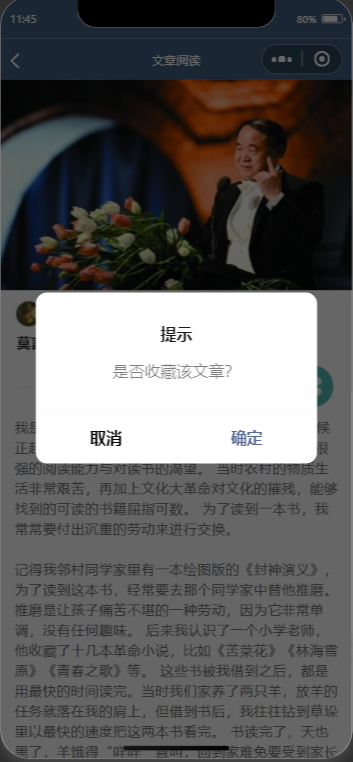 11:45
80%
文章阅读
莫言
提示
是否收藏该文章?
取消
确定
我是
候
正赶
很
强的阅读能力与对读书的渴望。 当时农村的物质生
活非常艰苦，再加上文化大革命对文化的摧残，能够
找到的可读的书籍屈指可数。 为了读到一本书，我
常常要付出沉重的劳动来进行交换。
记得我邻村同学家里有一本绘图版的《封神演义》，
为了读到这本书，经常要去那个同学家中替他推磨。
推磨是让孩子痛苦不堪的一种劳动，因为它非常单
调，没有任何趣味。 后来我认识了一个小学老师，
他收藏了十几本革命小说，比如《苦菜花》《林海雪
原》《青春之歌》等。 这些书被我借到之后，都是
用最快的时间读完。当时我们家养了两只羊，放羊的
任务就落在我的肩上，但借到书后，我往往钻到草垛
里以最快的速度把这两本书看完。 书读完了，天也
黑了，羊饿得“咩咩”直叫，回到家难免要受到家长